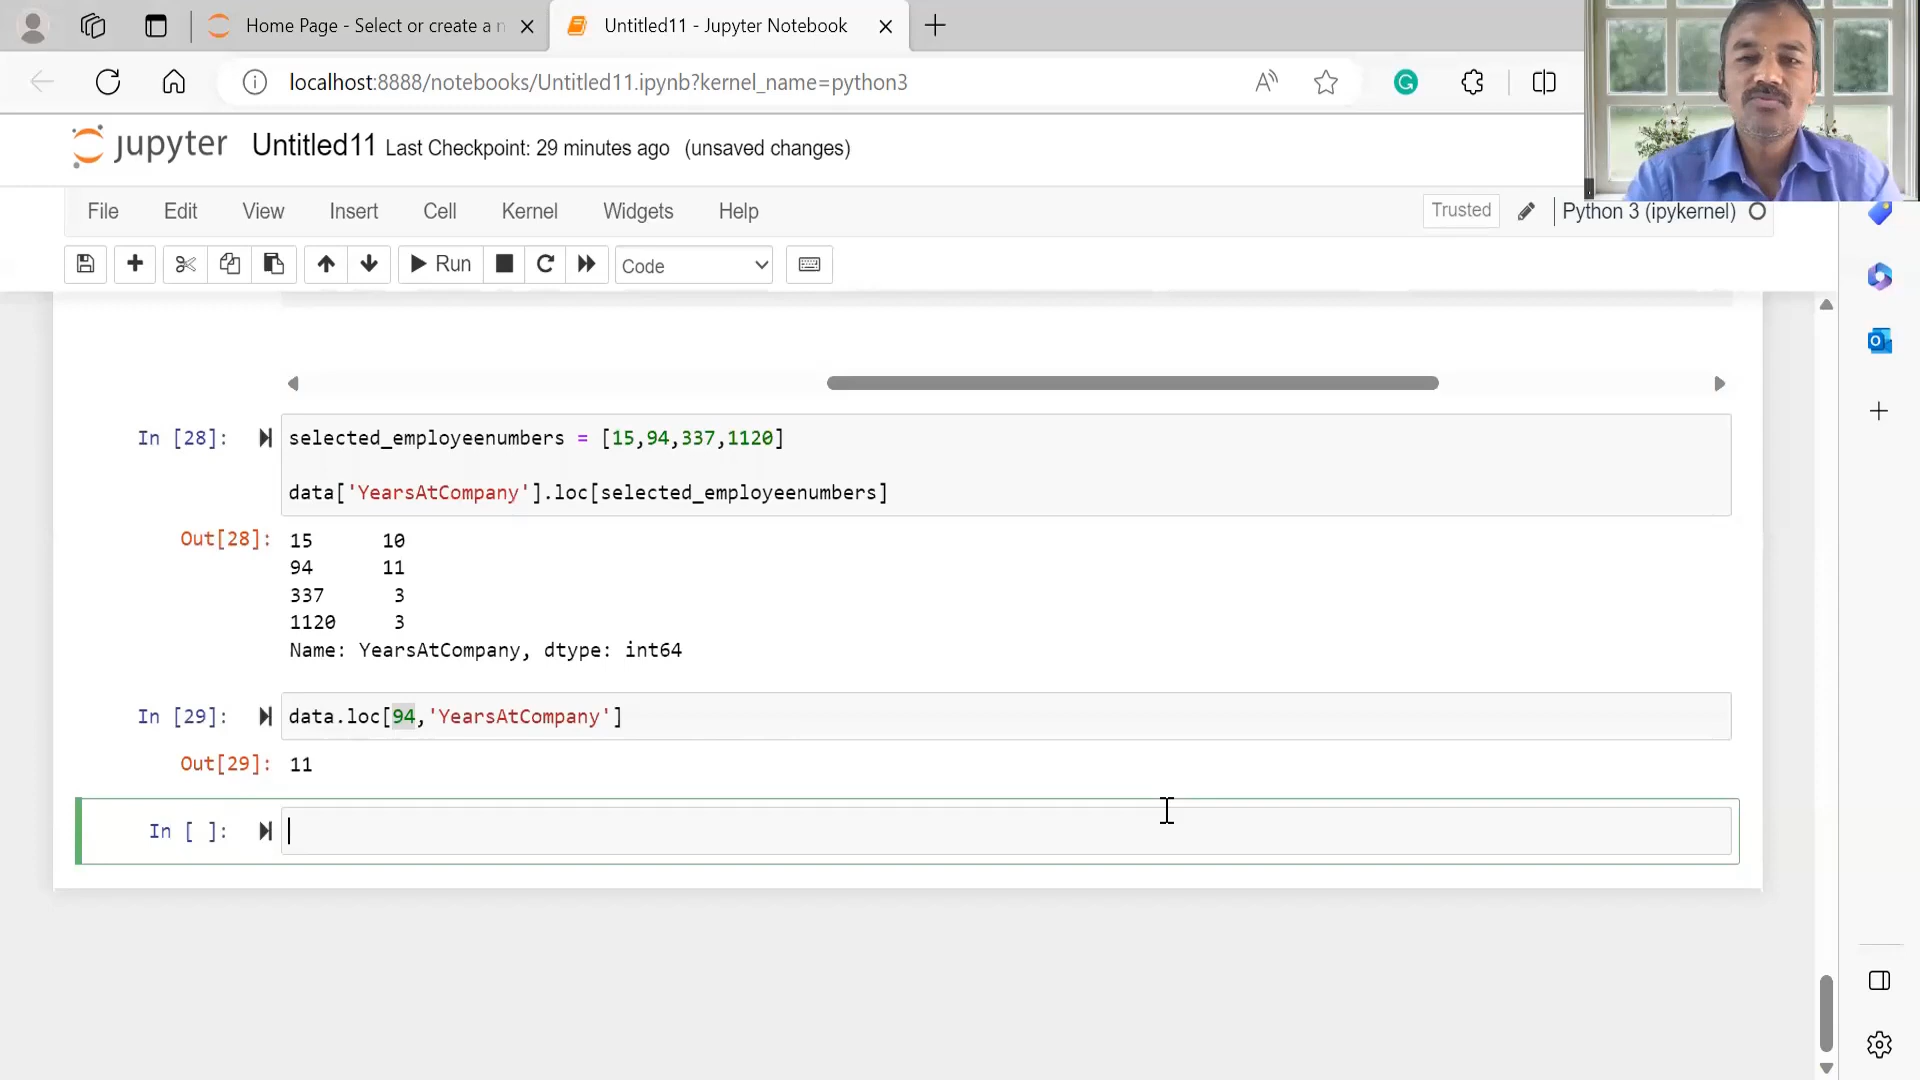 Home Page - Select or create a n
Untitled11 - Jupyter Notebook
localhost:8888/notebooks/Untitled11.ipynb?kernel_name=python3
jupyter Untitled11 Last Checkpoint: 29 minutes ago (unsaved changes)
File Edit View Insert Cell Kernel Widgets Help Trusted Python 3 (ipykernel)
Run Code
In [28]: selected_employeenumbers = [15,94,337,1120]
data['YearsAtCompany'].loc[selected_employeenumbers]
Out[28]: 15 10
94 11
337 3
1120 3
Name: YearsAtCompany, dtype: int64
In [29]: data.loc[94,'YearsAtCompany']
Out[29]: 11
In [ ]: